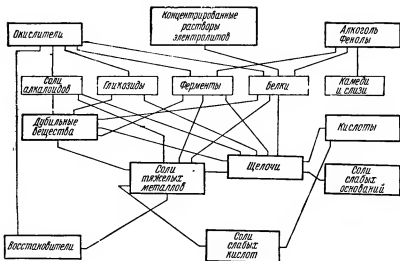 Окислители
Концентрированные
растворы
электролитов
Алкоголь
Фенолы
Соли
алкалоидов
Гликозиды
Ферменты
Белки
Камеди
и слизи
Дубильные
вещества
Кислоты
Соли
тяжелых
металлов
Щелочи
Соли
слабых
оснований
Восстановители
Соли
слабых
кислот